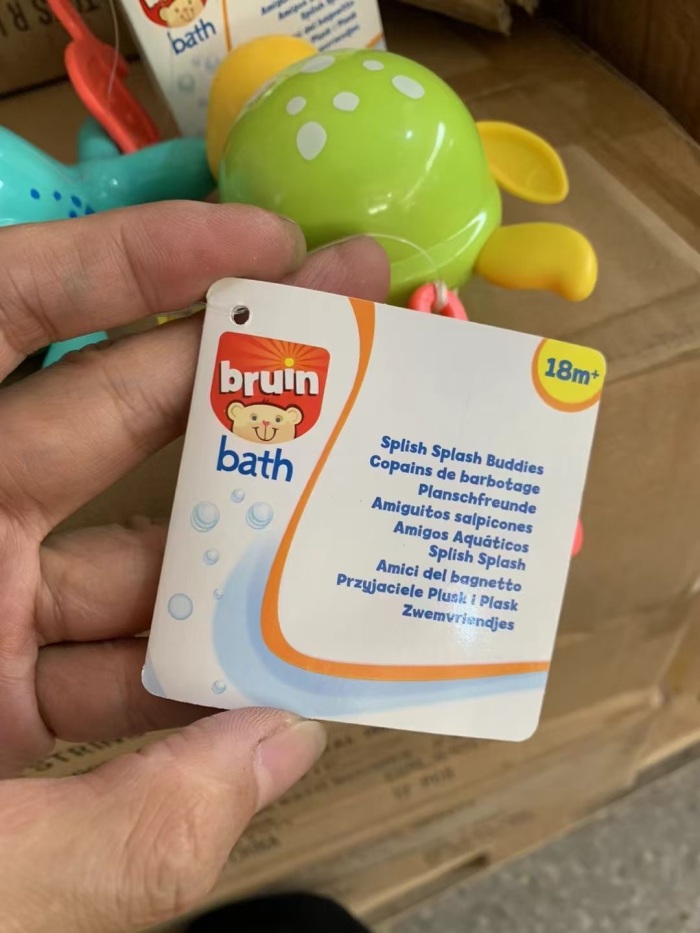 bath
bruin
bath
18m+
Splish Splash Buddies
Copains de barbotage
Planschfreunde
Amiguitos salpicones
Amigos Aquáticos
Splish Splash
Amici del bagnetto
Przyjaciele Plusk i Plask
Zwemvriendjes